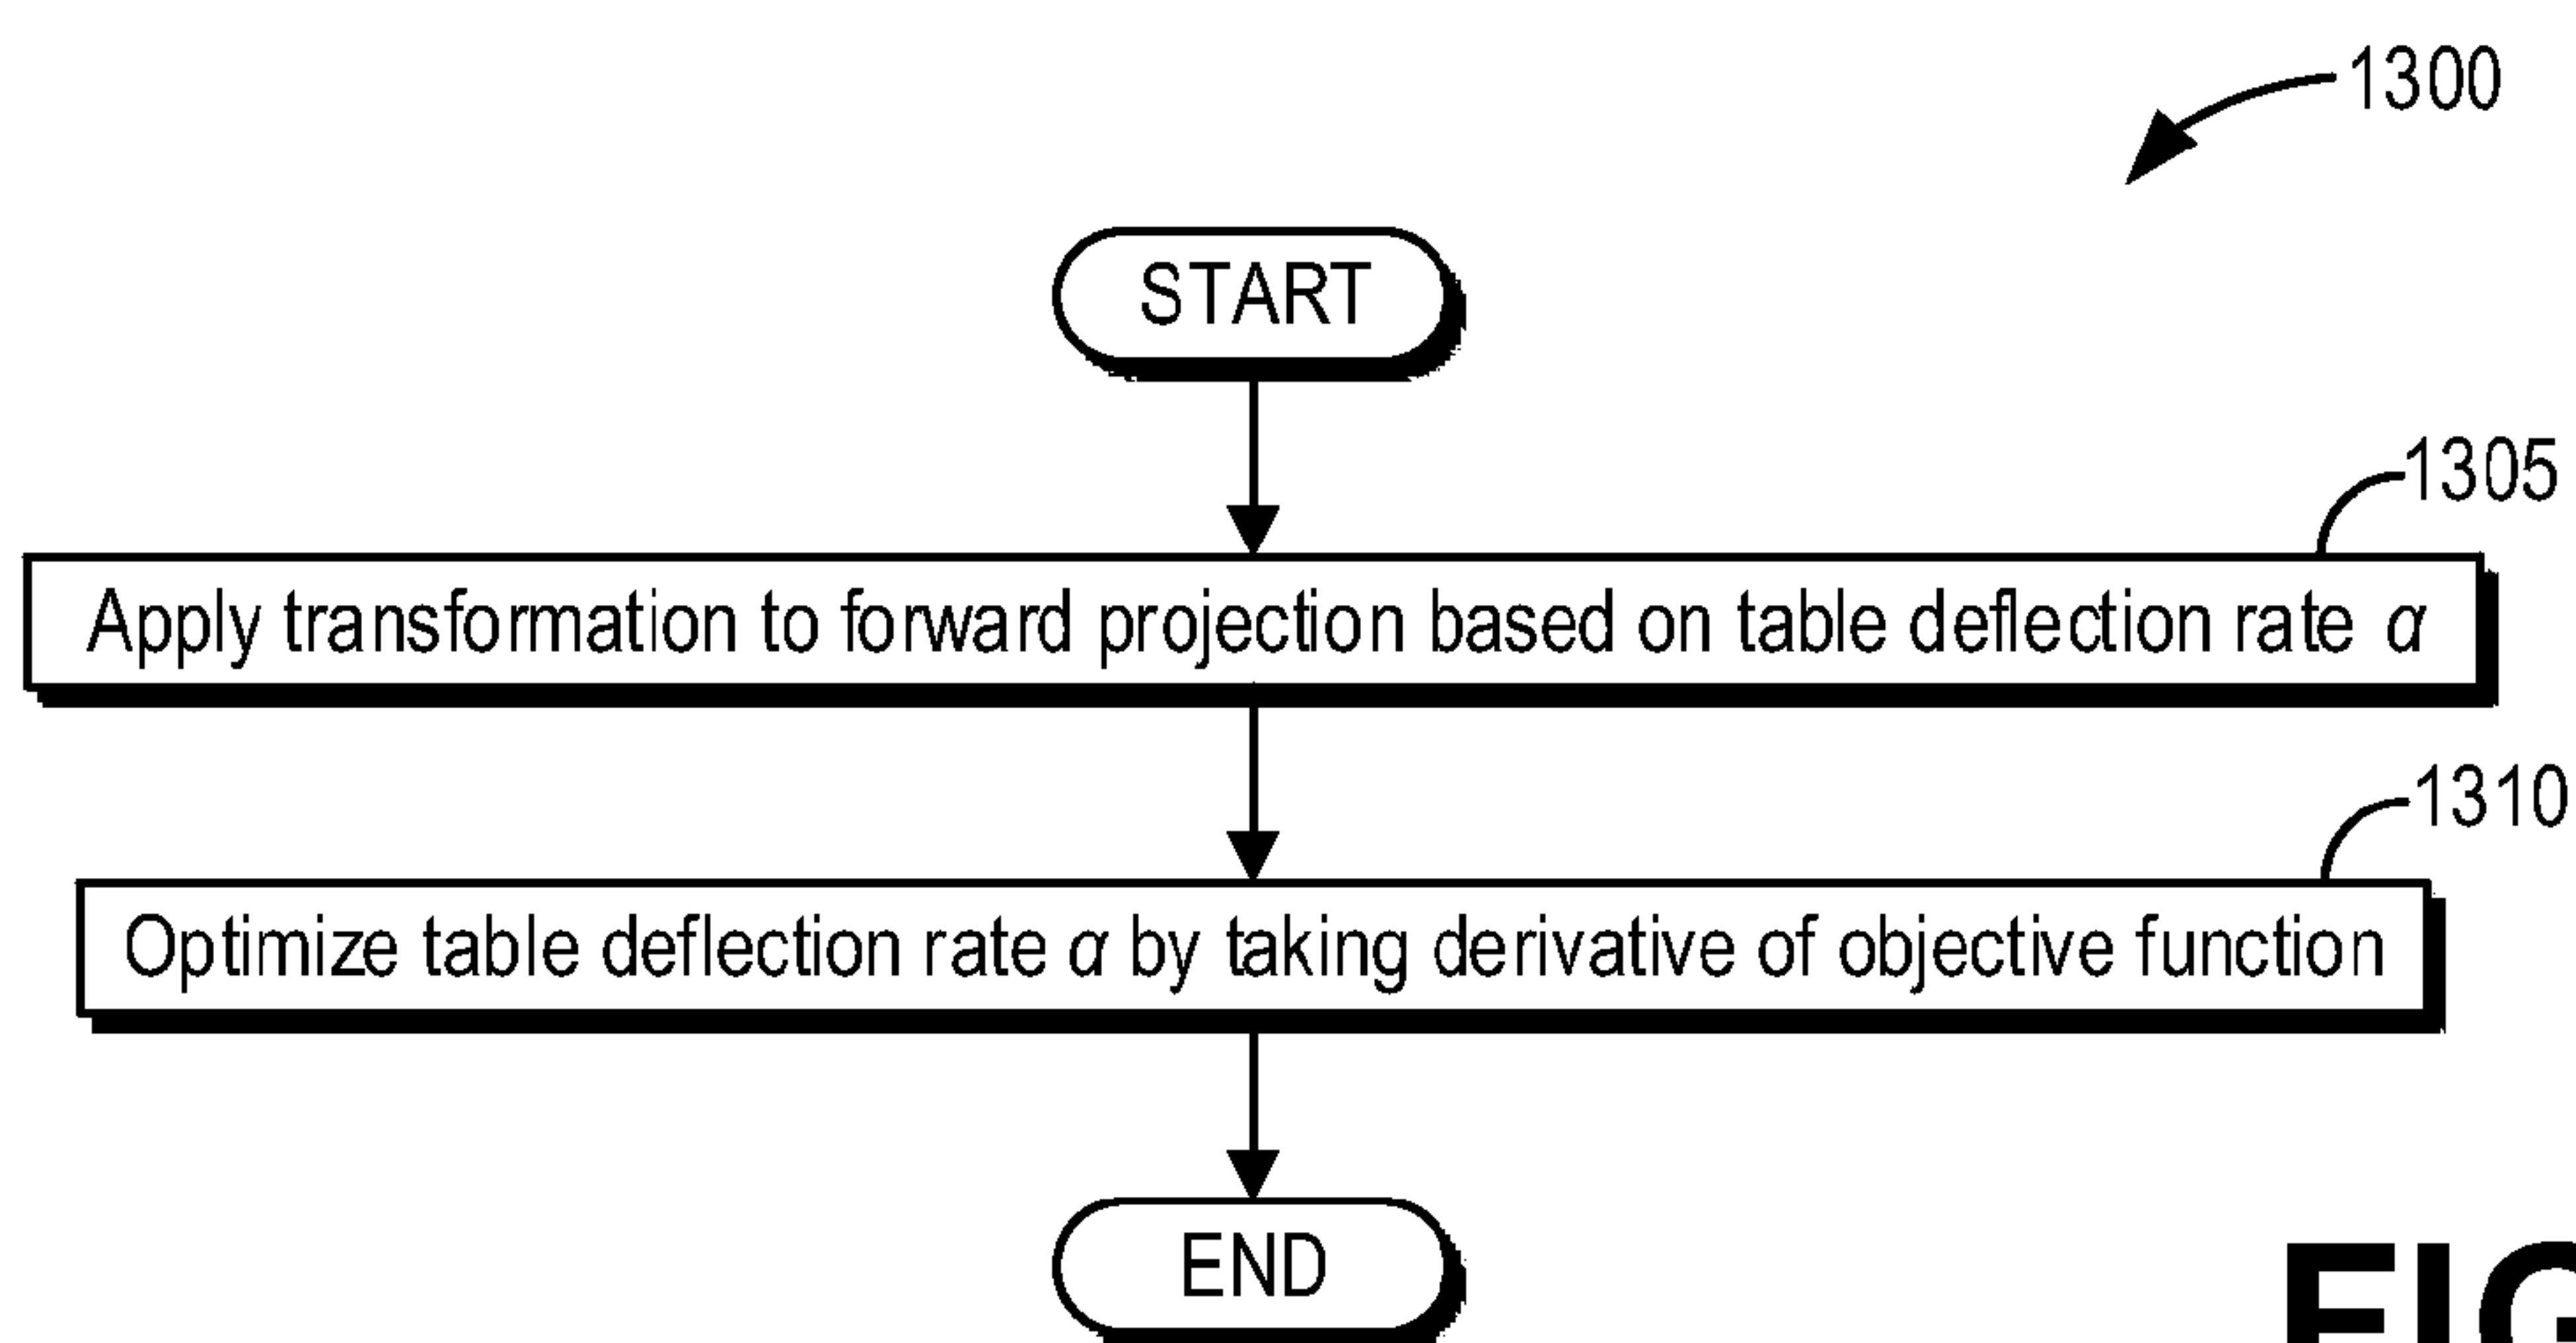 1300
START
1305
Apply transformation to forward projection based on table deflection rate α
1310
Optimize table deflection rate α by taking derivative of objective function
END